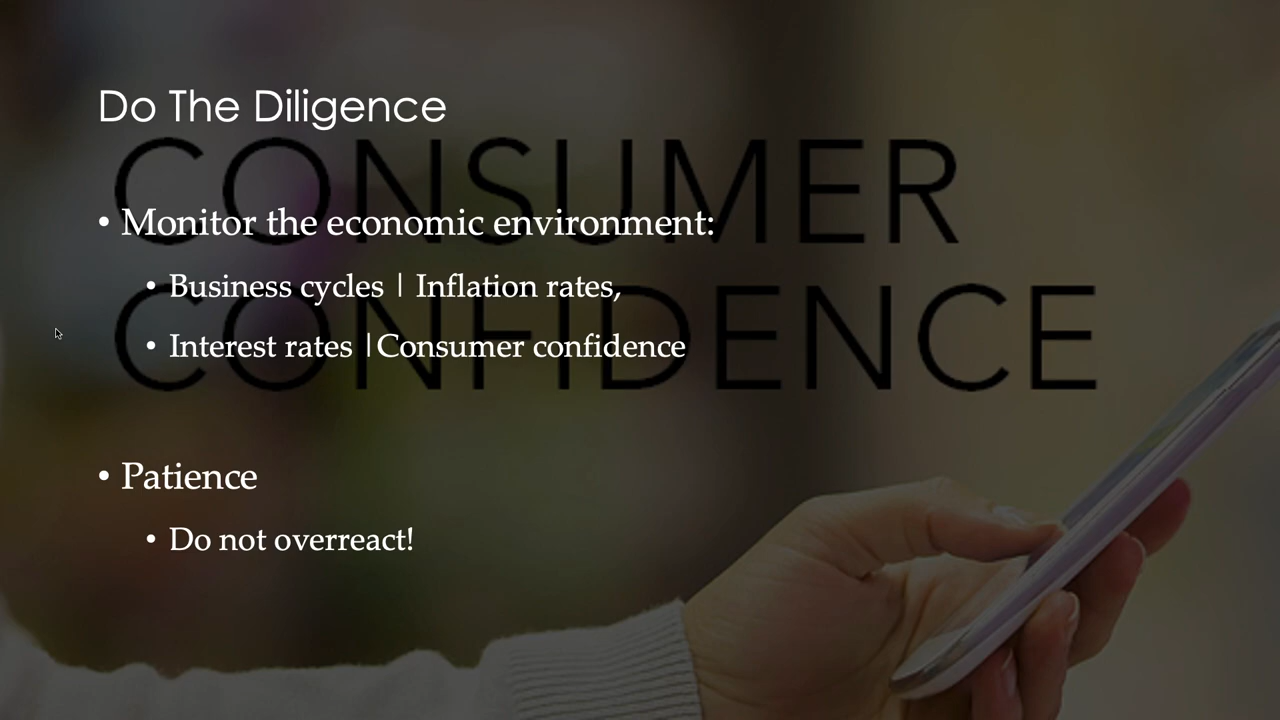 Do The Diligence
CONSUMER
• Monitor the economic environment:
• Business cycles | Inflation rates,
CONFIDENCE
• Interest rates |Consumer confidence
• Patience
• Do not overreact!